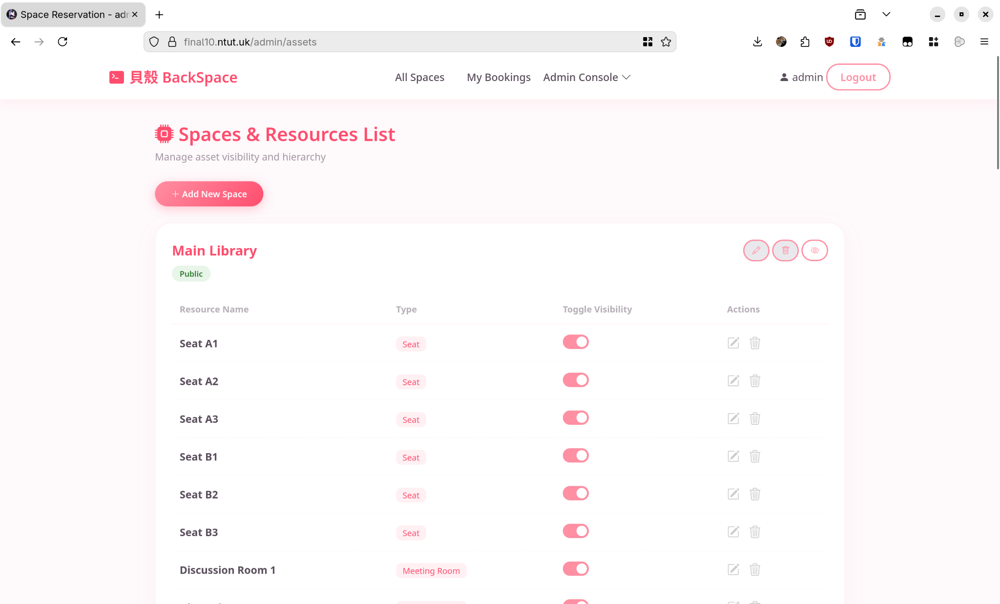 Space Reservation - adm
final10.ntut.uk/admin/assets
貝殼 BackSpace
All Spaces
My Bookings
Admin Console
admin
Logout
Spaces & Resources List
Manage asset visibility and hierarchy
+ Add New Space
Main Library
Public
Resource Name Type Toggle Visibility Actions
Seat A1 Seat
Seat A2 Seat
Seat A3 Seat
Seat B1 Seat
Seat B2 Seat
Seat B3 Seat
Discussion Room 1 Meeting Room